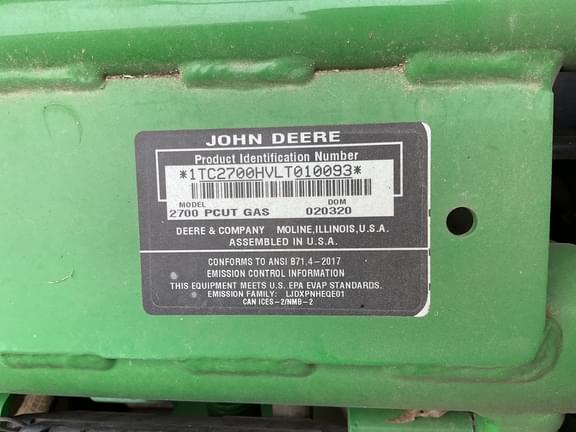 JOHN DEERE
Product Identification Number
*1TC2700HVLT010093*
MODEL DOM
2700 PCUT GAS 020320
DEERE & COMPANY MOLINE, ILLINOIS, U.S.A.
ASSEMBLED IN U.S.A.
CONFORMS TO ANSI B71.4-2017
EMISSION CONTROL INFORMATION
THIS EQUIPMENT MEETS U.S. EPA EVAP STANDARDS.
EMISSION FAMILY: LJDXPNHEQE01
CAN ICES-2/NMB-2